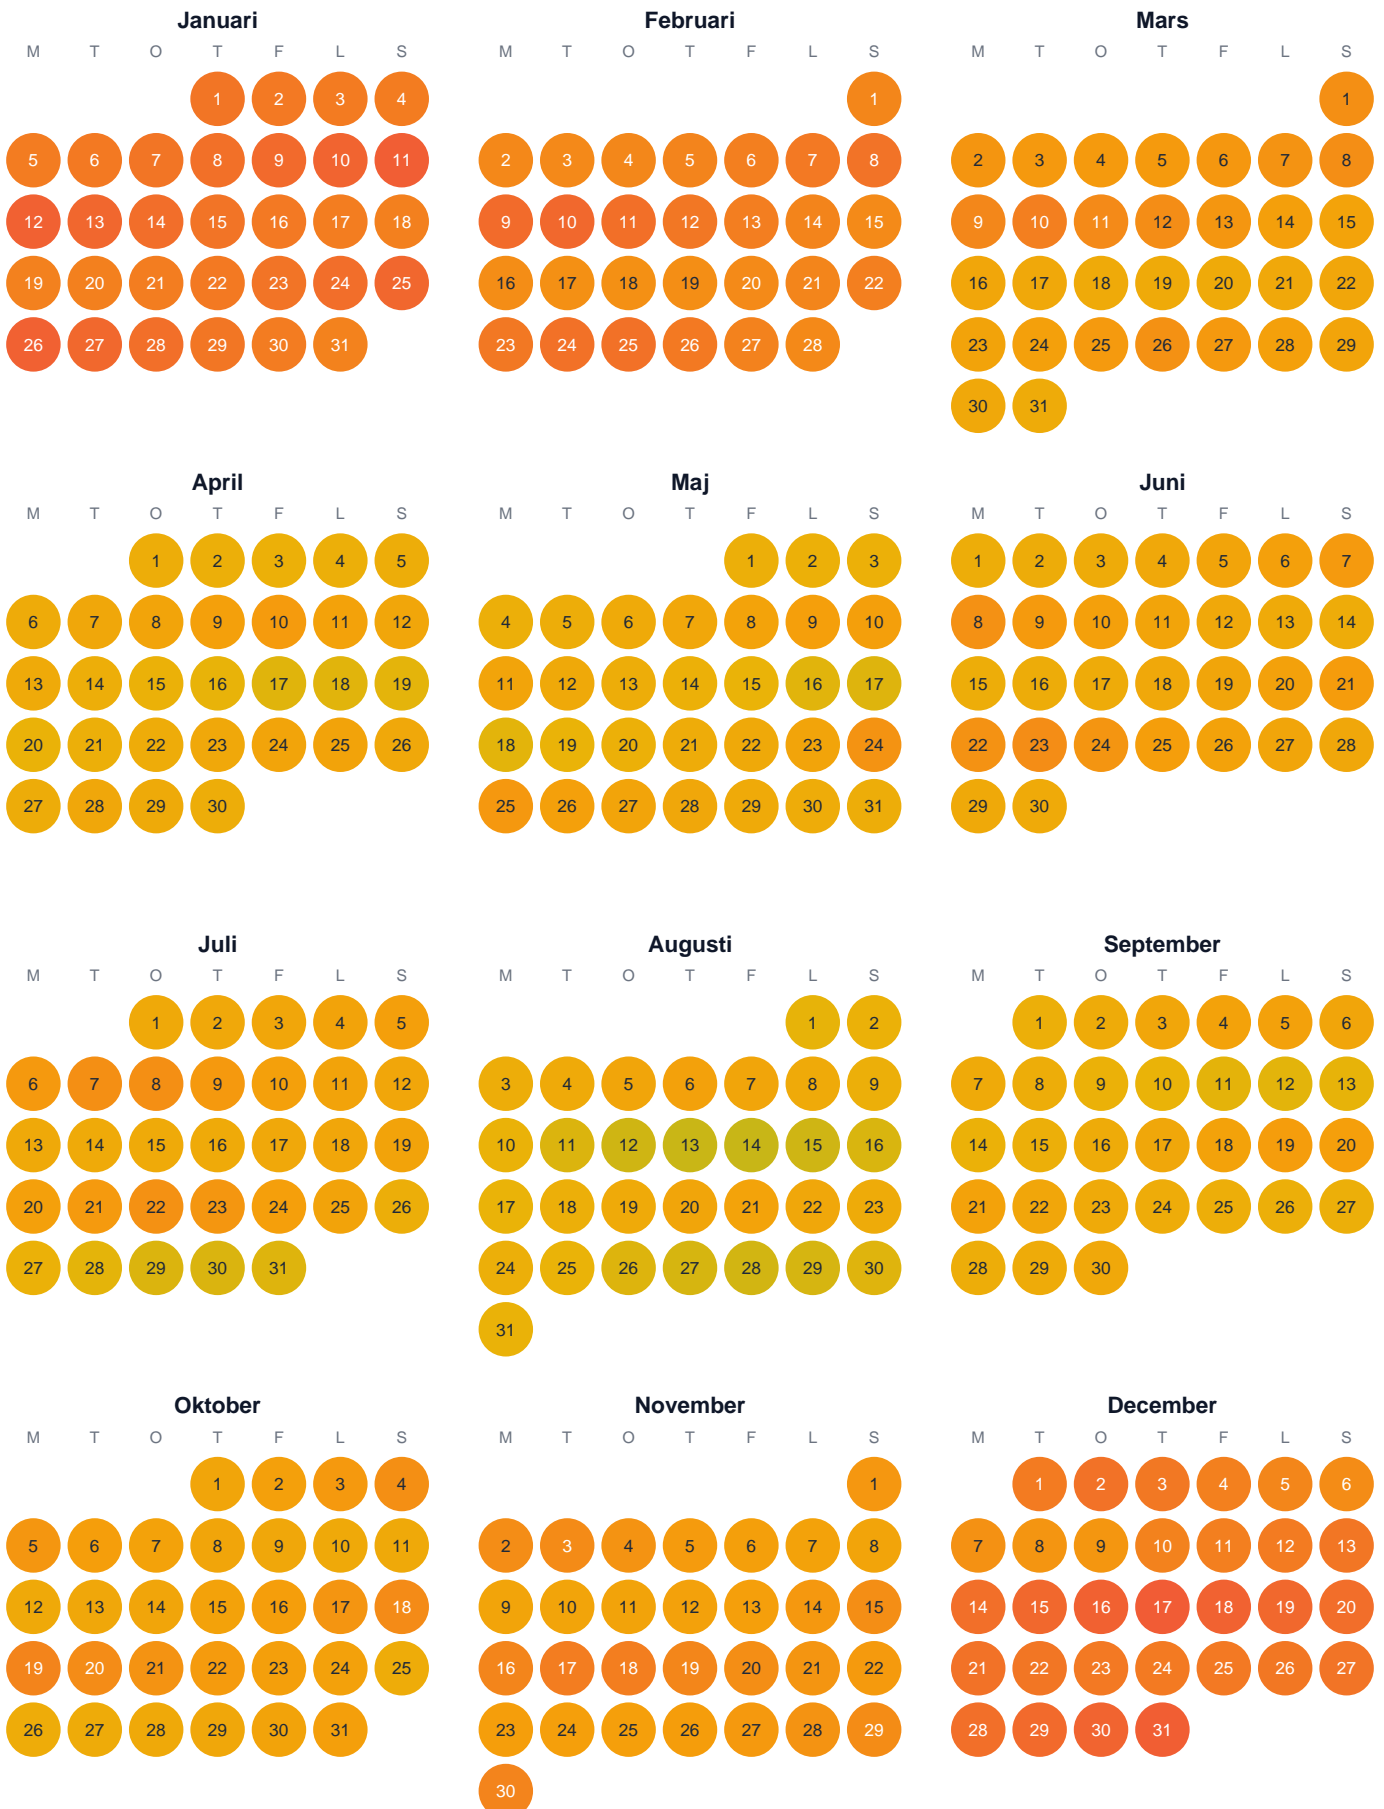 Januari Februari Mars
M T O T F L S M T O T F L S M T O T F L S
1 2 3 4 1 1
5 6 7 8 9 10 11 2 3 4 5 6 7 8 2 3 4 5 6 7 8
12 13 14 15 16 17 18 9 10 11 12 13 14 15 9 10 11 12 13 14 15
19 20 21 22 23 24 25 16 17 18 19 20 21 22 16 17 18 19 20 21 22
26 27 28 29 30 31 23 24 25 26 27 28 23 24 25 26 27 28 29
30 31
April Maj Juni
M T O T F L S M T O T F L S M T O T F L S
1 2 3 4 5 1 2 3 1 2 3 4 5 6 7
6 7 8 9 10 11 12 4 5 6 7 8 9 10 8 9 10 11 12 13 14
13 14 15 16 17 18 19 11 12 13 14 15 16 17 15 16 17 18 19 20 21
20 21 22 23 24 25 26 18 19 20 21 22 23 24 22 23 24 25 26 27 28
27 28 29 30 25 26 27 28 29 30 31 29 30
Juli Augusti September
M T O T F L S M T O T F L S M T O T F L S
1 2 3 4 5 1 2 1 2 3 4 5 6
6 7 8 9 10 11 12 3 4 5 6 7 8 9 7 8 9 10 11 12 13
13 14 15 16 17 18 19 10 11 12 13 14 15 16 14 15 16 17 18 19 20
20 21 22 23 24 25 26 17 18 19 20 21 22 23 21 22 23 24 25 26 27
27 28 29 30 31 24 25 26 27 28 29 30 28 29 30
31
Oktober November December
M T O T F L S M T O T F L S M T O T F L S
1 2 3 4 1 1 2 3 4 5 6
5 6 7 8 9 10 11 2 3 4 5 6 7 8 7 8 9 10 11 12 13
12 13 14 15 16 17 18 9 10 11 12 13 14 15 14 15 16 17 18 19 20
19 20 21 22 23 24 25 16 17 18 19 20 21 22 21 22 23 24 25 26 27
26 27 28 29 30 31 23 24 25 26 27 28 29 28 29 30 31
30